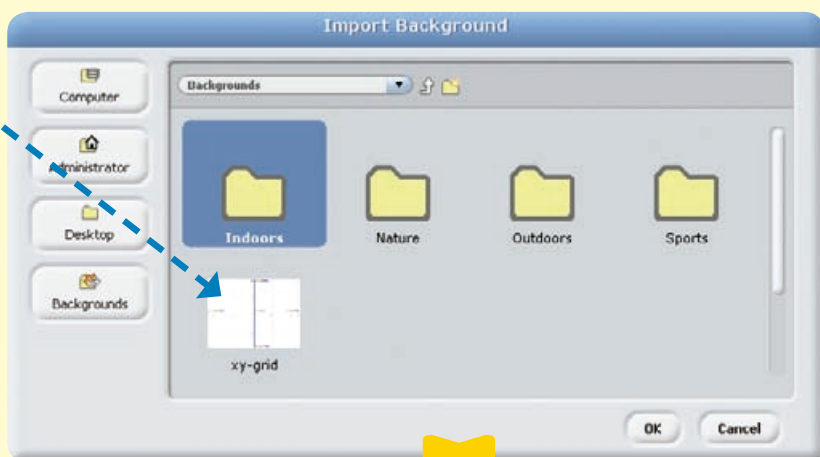 Import Background
Computer
Administrator
Desktop
Backgrounds
Backgrounds
Indoors
Nature
Outdoors
Sports
xy-grid
OK
Cancel